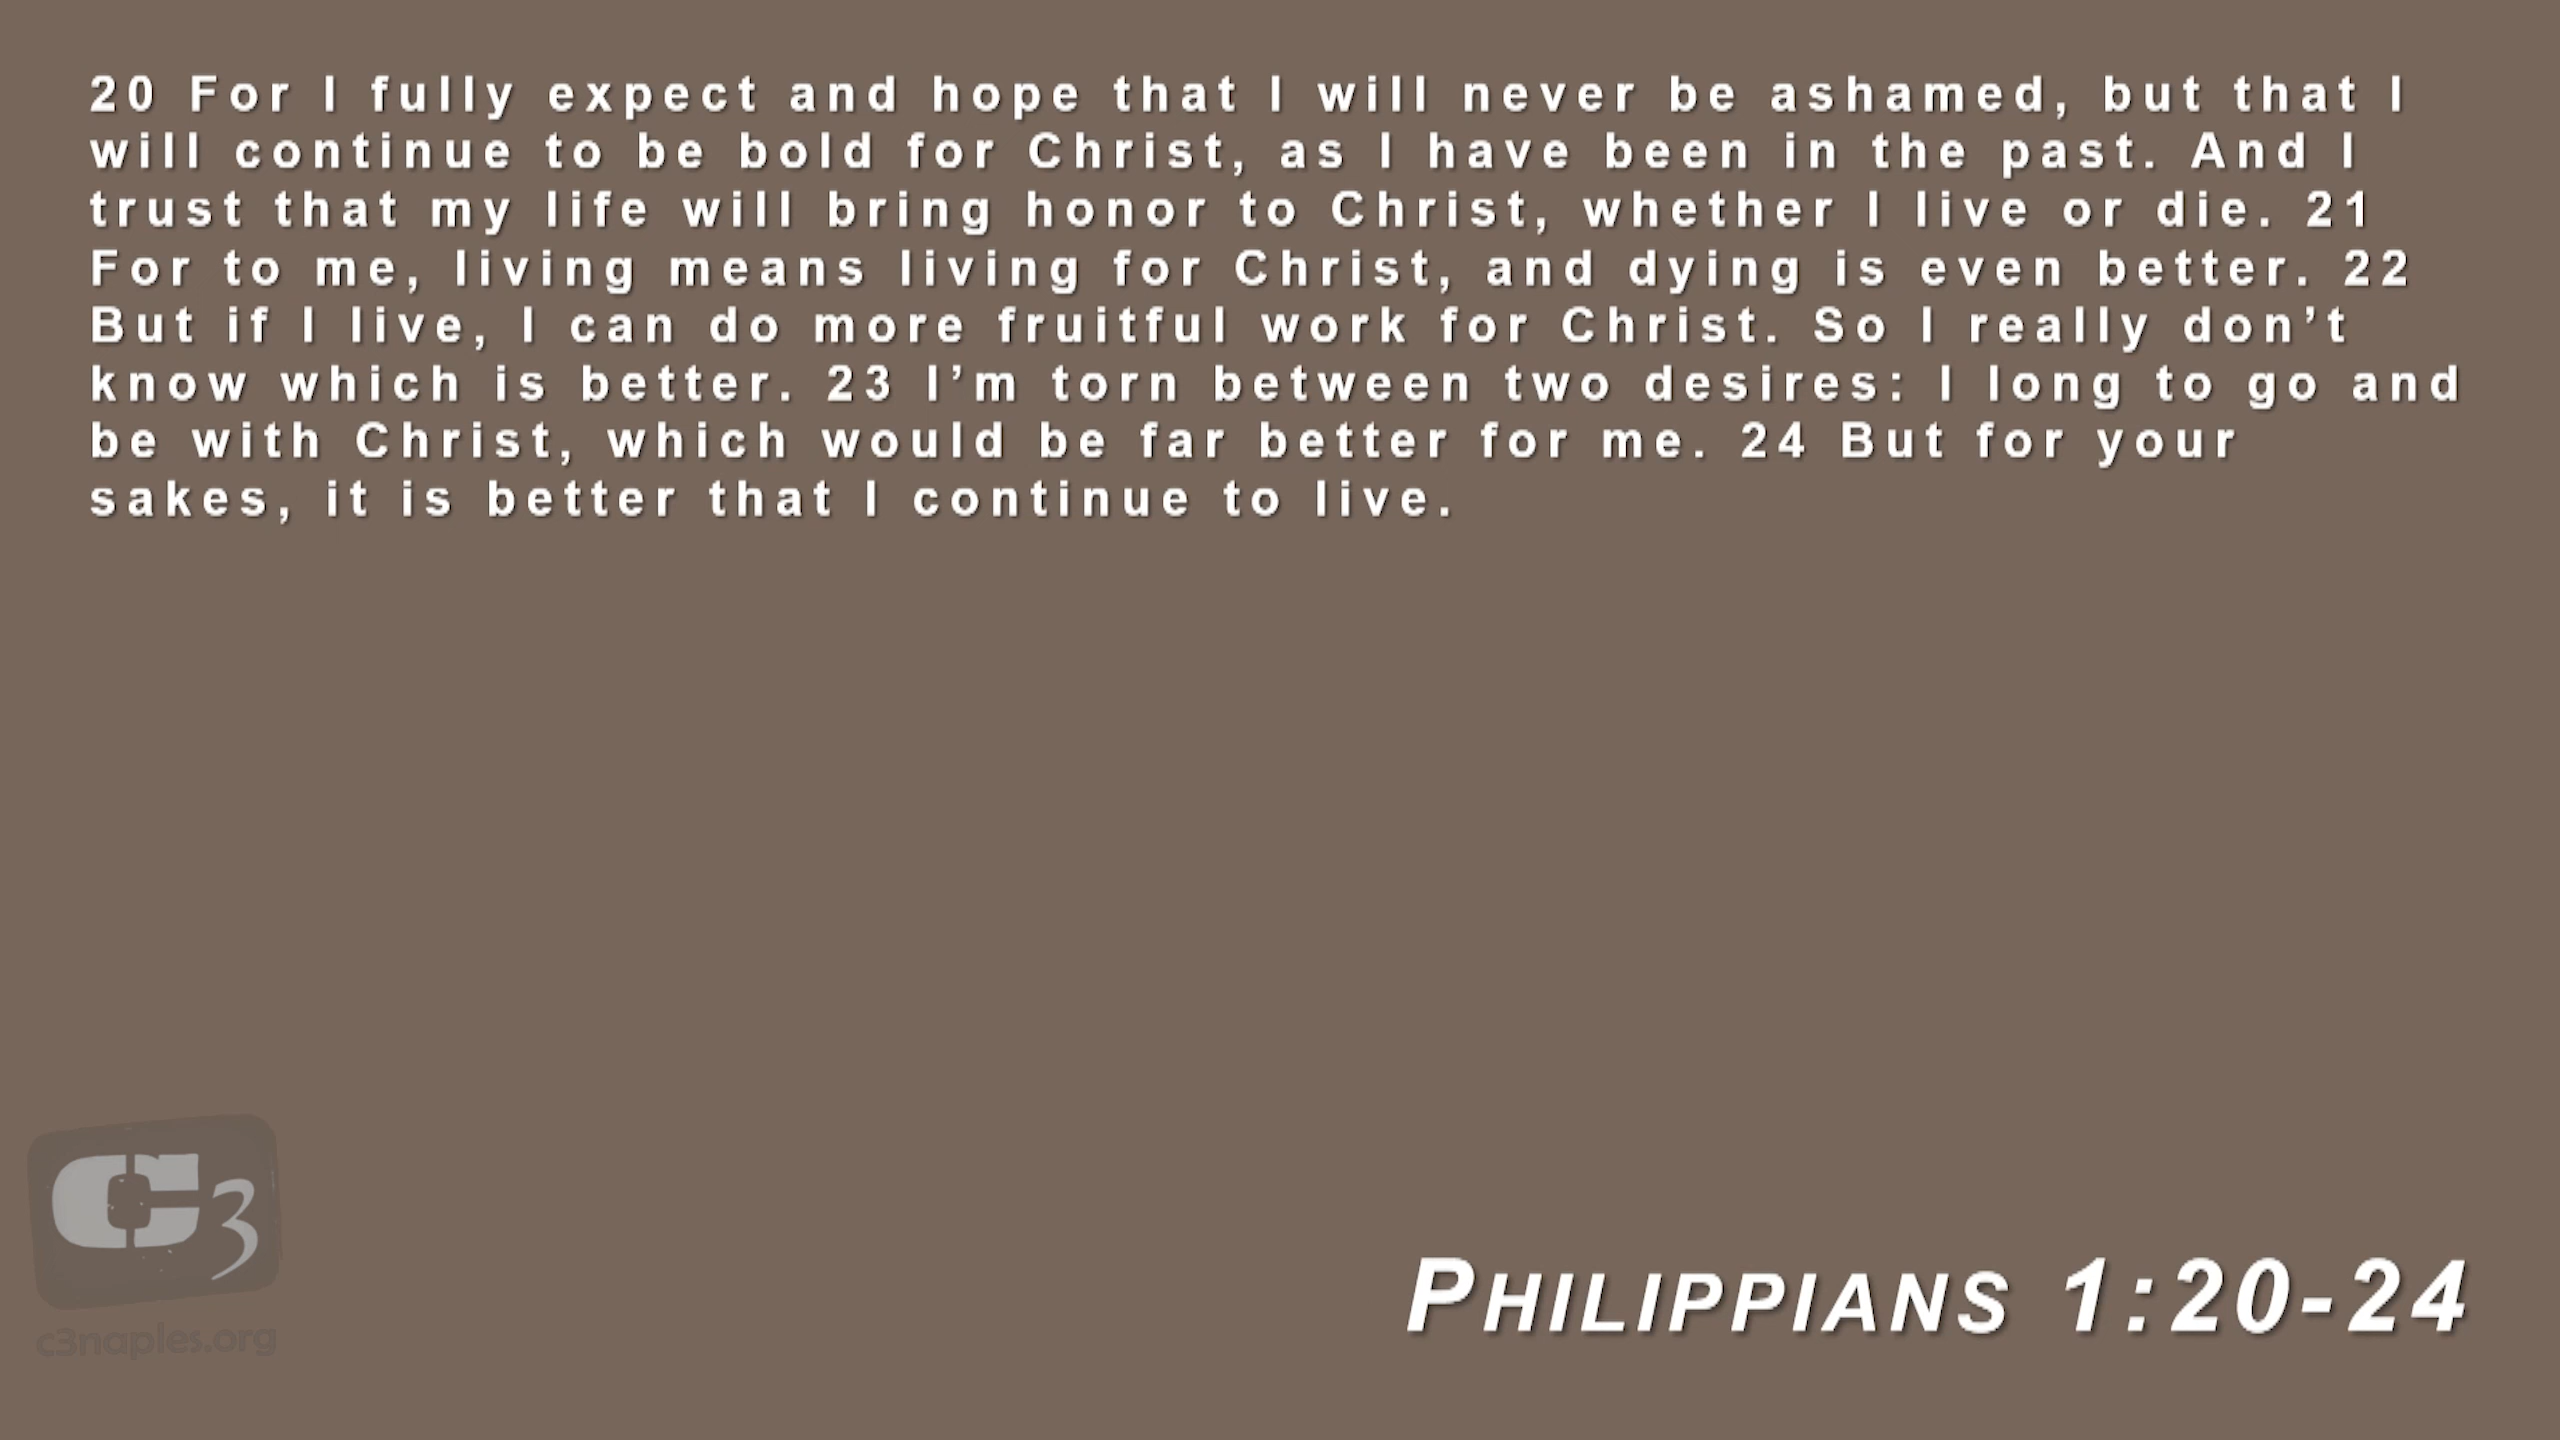 20 For I fully expect and hope that I will never be ashamed, but that I
will continue to be bold for Christ, as I have been in the past. And I
trust that my life will bring honor to Christ, whether I live or die. 21
For to me, living means living for Christ, and dying is even better. 22
But if I live, I can do more fruitful work for Christ. So I really don’t
know which is better. 23 I’m torn between two desires: I long to go and
be with Christ, which would be far better for me. 24 But for your
sakes, it is better that I continue to live.
C3
c3naples.org
PHILIPPIANS 1:20-24